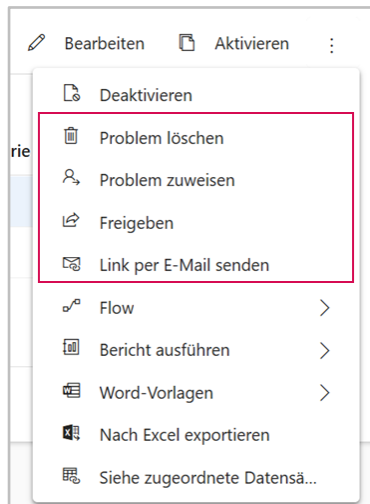 Bearbeiten Aktivieren
Deaktivieren
rie
Problem löschen
Problem zuweisen
Freigeben
Link per E-Mail senden
Flow
Bericht ausführen
Word-Vorlagen
Nach Excel exportieren
Siehe zugeordnete Datensä...